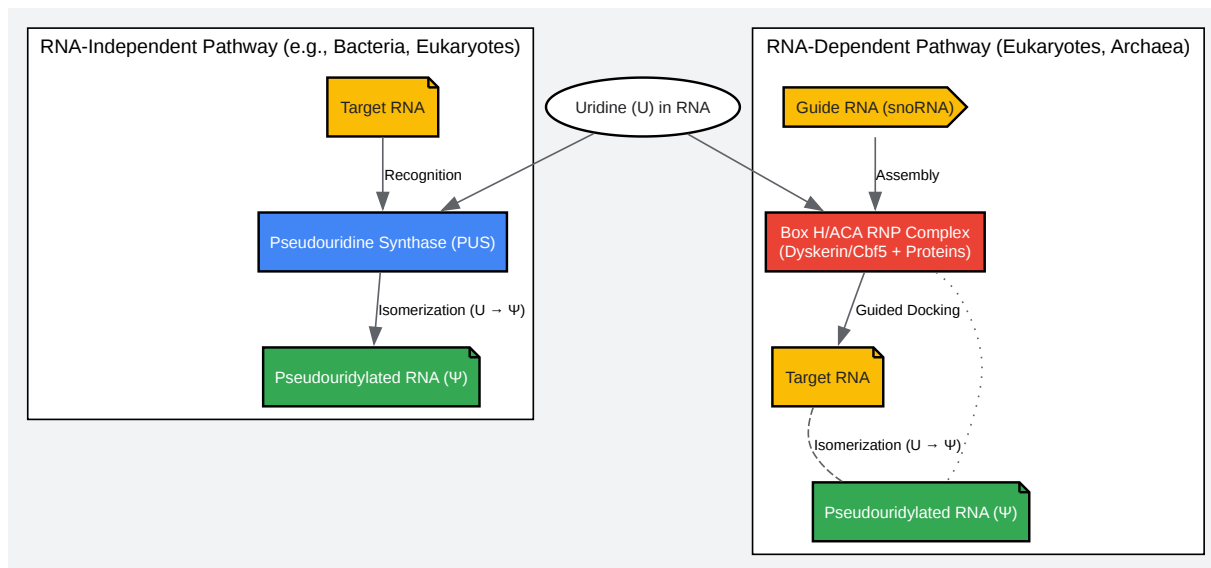 RNA-Independent Pathway (e.g., Bacteria, Eukaryotes)
Target RNA
Recognition
Pseudouridine Synthase (PUS)
Isomerization (U → Ψ)
Pseudouridylated RNA (Ψ)
Uridine (U) in RNA
RNA-Dependent Pathway (Eukaryotes, Archaea)
Guide RNA (snoRNA)
Assembly
Box H/ACA RNP Complex
(Dyskerin/Cbf5 + Proteins)
Guided Docking
Target RNA
Isomerization (U → Ψ)
Pseudouridylated RNA (Ψ)